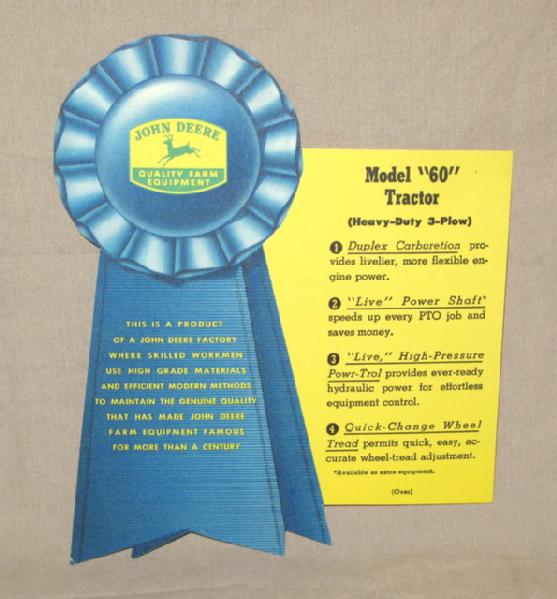 JOHN DEERE
QUALITY FARM
EQUIPMENT
THIS IS A PRODUCT
OF A JOHN DEERE FACTORY
WHERE SKILLED WORKMEN
USE HIGH GRADE MATERIALS
AND EFFICIENT MODERN METHODS
TO MAINTAIN THE GENUINE QUALITY
THAT HAS MADE JOHN DEERE
FARM EQUIPMENT FAMOUS
FOR MORE THAN A CENTURY
Model "60"
Tractor
(Heavy-Duty 3-Plow)
1 Duplex Carburetion pro-
vides livelier, more flexible en-
gine power.
2 "Live" Power Shaft*
speeds up every PTO job and
saves money.
3 "Live," High-Pressure
Powr-Trol provides ever-ready
hydraulic power for effortless
equipment control.
4 Quick-Change Wheel
Tread permits quick, easy, ac-
curate wheel-tread adjustment.
*Available as extra equipment.
(Over)